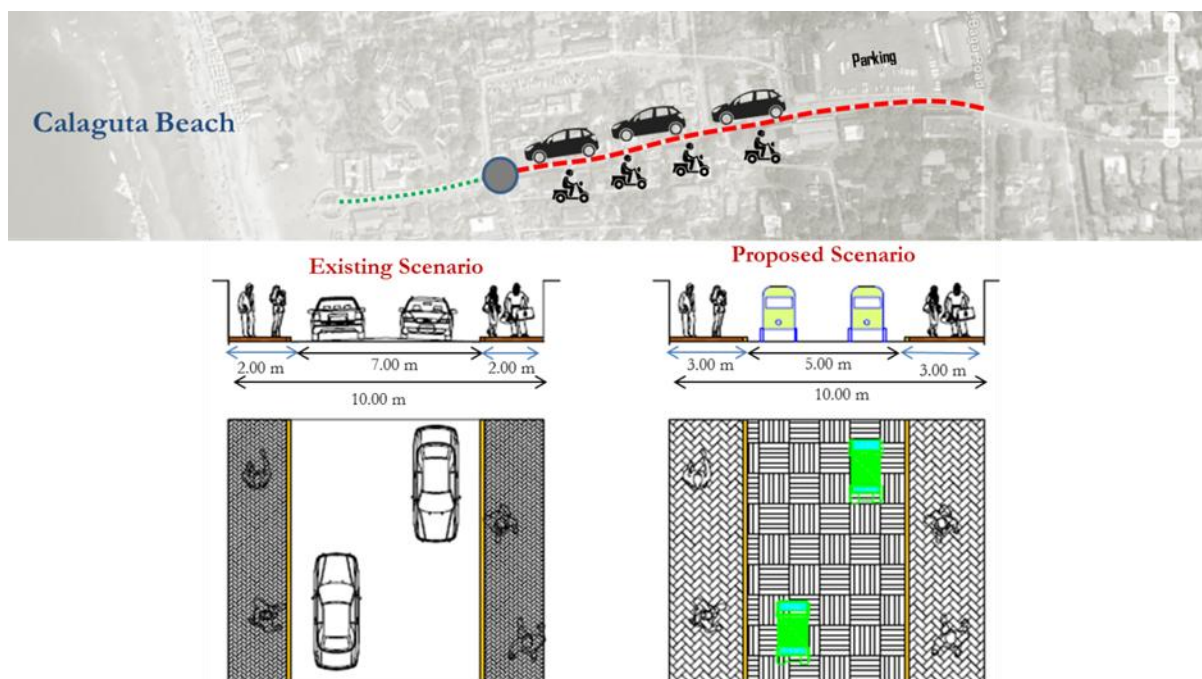 Parking
Calaguta Beach
Existing Scenario
2.00 m
7.00 m
2.00 m
10.00 m
Proposed Scenario
3.00 m
5.00 m
3.00 m
10.00 m